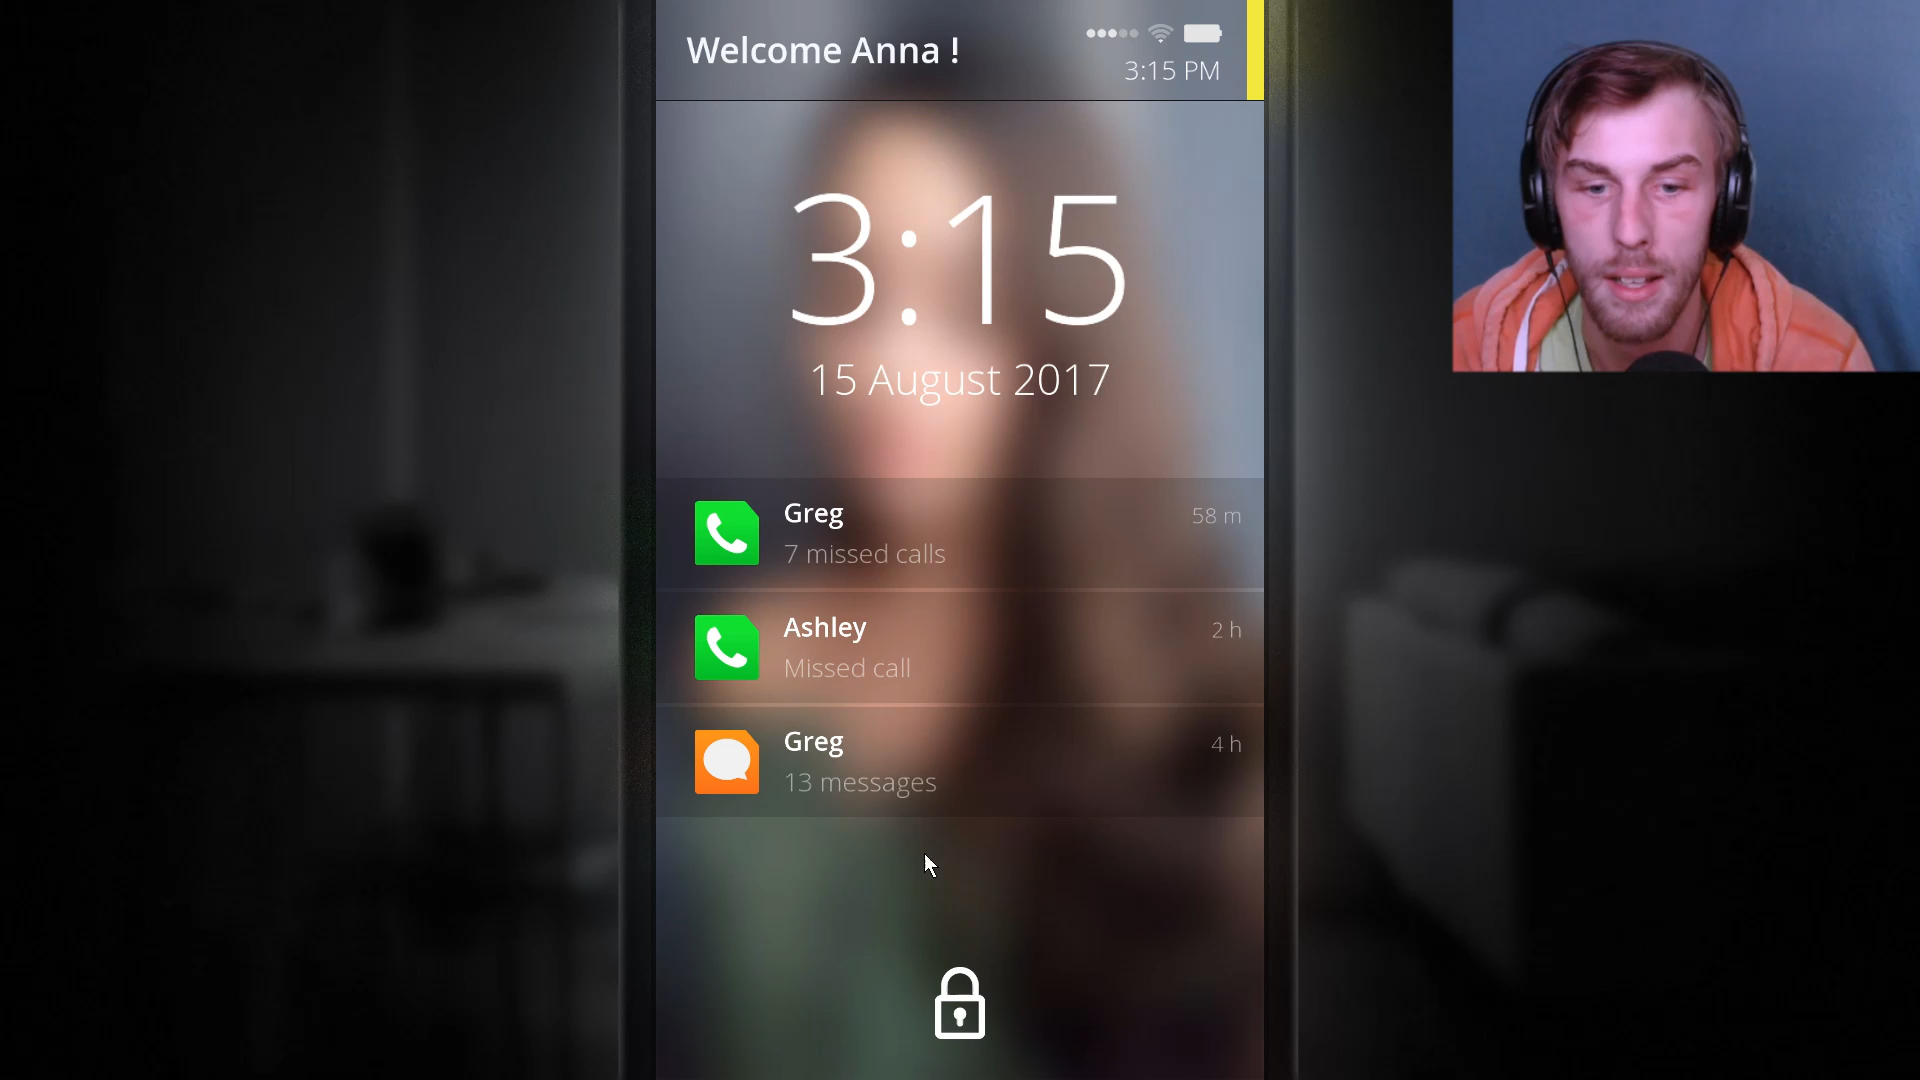 Welcome Anna !
3:15 PM
3:15
15 August 2017
Greg
58 m
7 missed calls
Ashley
2 h
Missed call
Greg
4 h
13 messages